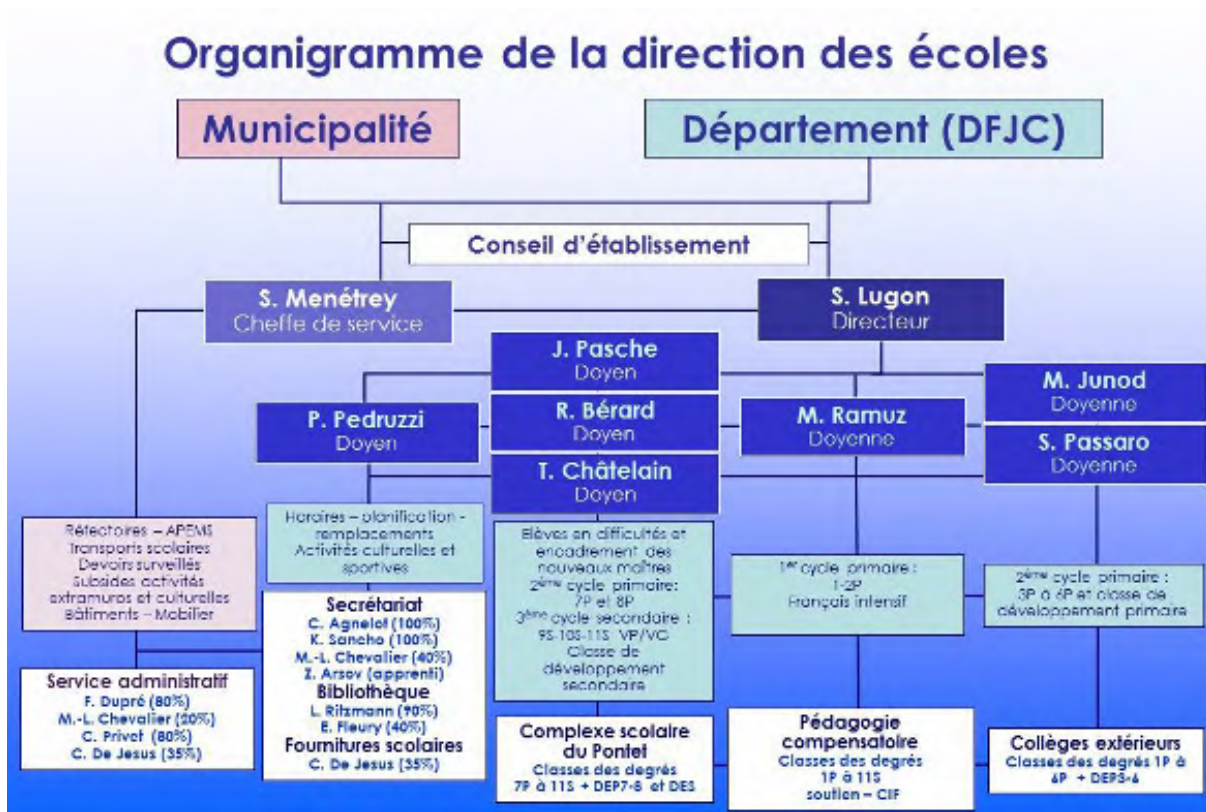 Organigramme de la direction des écoles
Municipalité
Département (DFJC)
Conseil d'établissement
S. Menétrey
Cheffe de service
S. Lugon
Directeur
J. Pasche
Doyen
M. Junod
Doyenne
P. Pedruzzi
Doyen
R. Bérard
Doyen
M. Ramuz
Doyenne
S. Passaro
Doyenne
T. Châtelain
Doyen
Réfectoires – APEMS
Transports scolaires
Devoirs surveillés
Subsides activités
extramuros et culturelles
Bâtiments – Mobilier
Horaires – planification -
remplacements
Activités culturelles et
sportives
Elèves en difficultés et
encadrement des
nouveaux maîtres
2ème cycle primaire:
7P et 8P
3ème cycle secondaire :
9S-10S-11S VP/VG
Classe de
développement
secondaire
1er cycle primaire :
1-2P
Français intensif
2ème cycle primaire :
3P à 6P et classe de
développement primaire
Service administratif
F. Dupré (80%)
M.-L. Chevalier (20%)
C. Privet (80%)
C. De Jesus (35%)
Secrétariat
C. Agnelot (100%)
K. Sancho (100%)
M.-L. Chevalier (40%)
Z. Arsov (apprenti)
Bibliothèque
L. Ritzmann (90%)
E. Fleury (40%)
Fournitures scolaires
C. De Jesus (35%)
Complexe scolaire
du Pontet
Classes des degrés
7P à 11S + DEP7-8 et DES
Pédagogie
compensatoire
Classes des degrés
1P à 11S
soutien – CIF
Collèges extérieurs
Classes des degrés 1P à
6P + DEP3-6